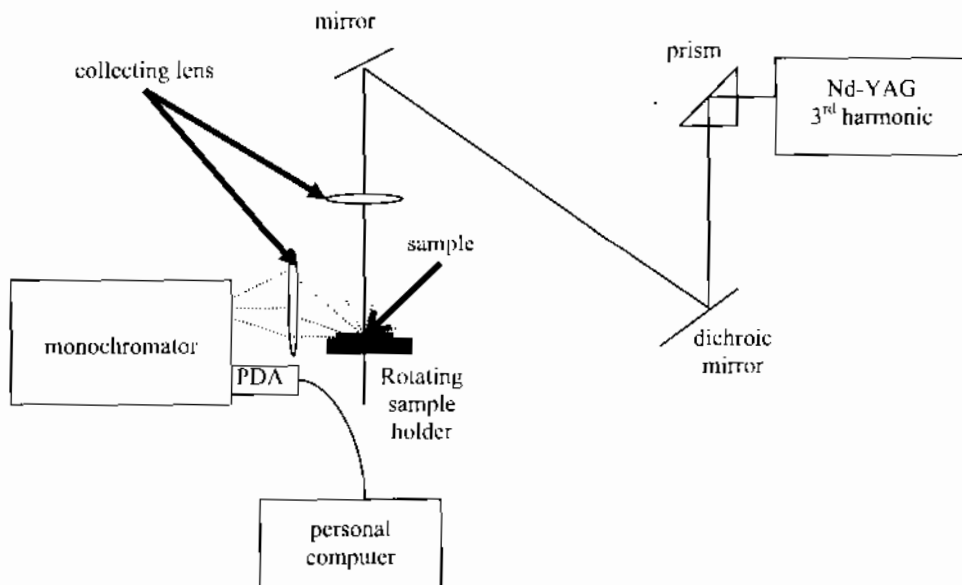 mirror
prism
collecting lens
Nd-YAG
3rd harmonic
sample
monochromator
dichroic
mirror
PDA
Rotating
sample
holder
personal
computer